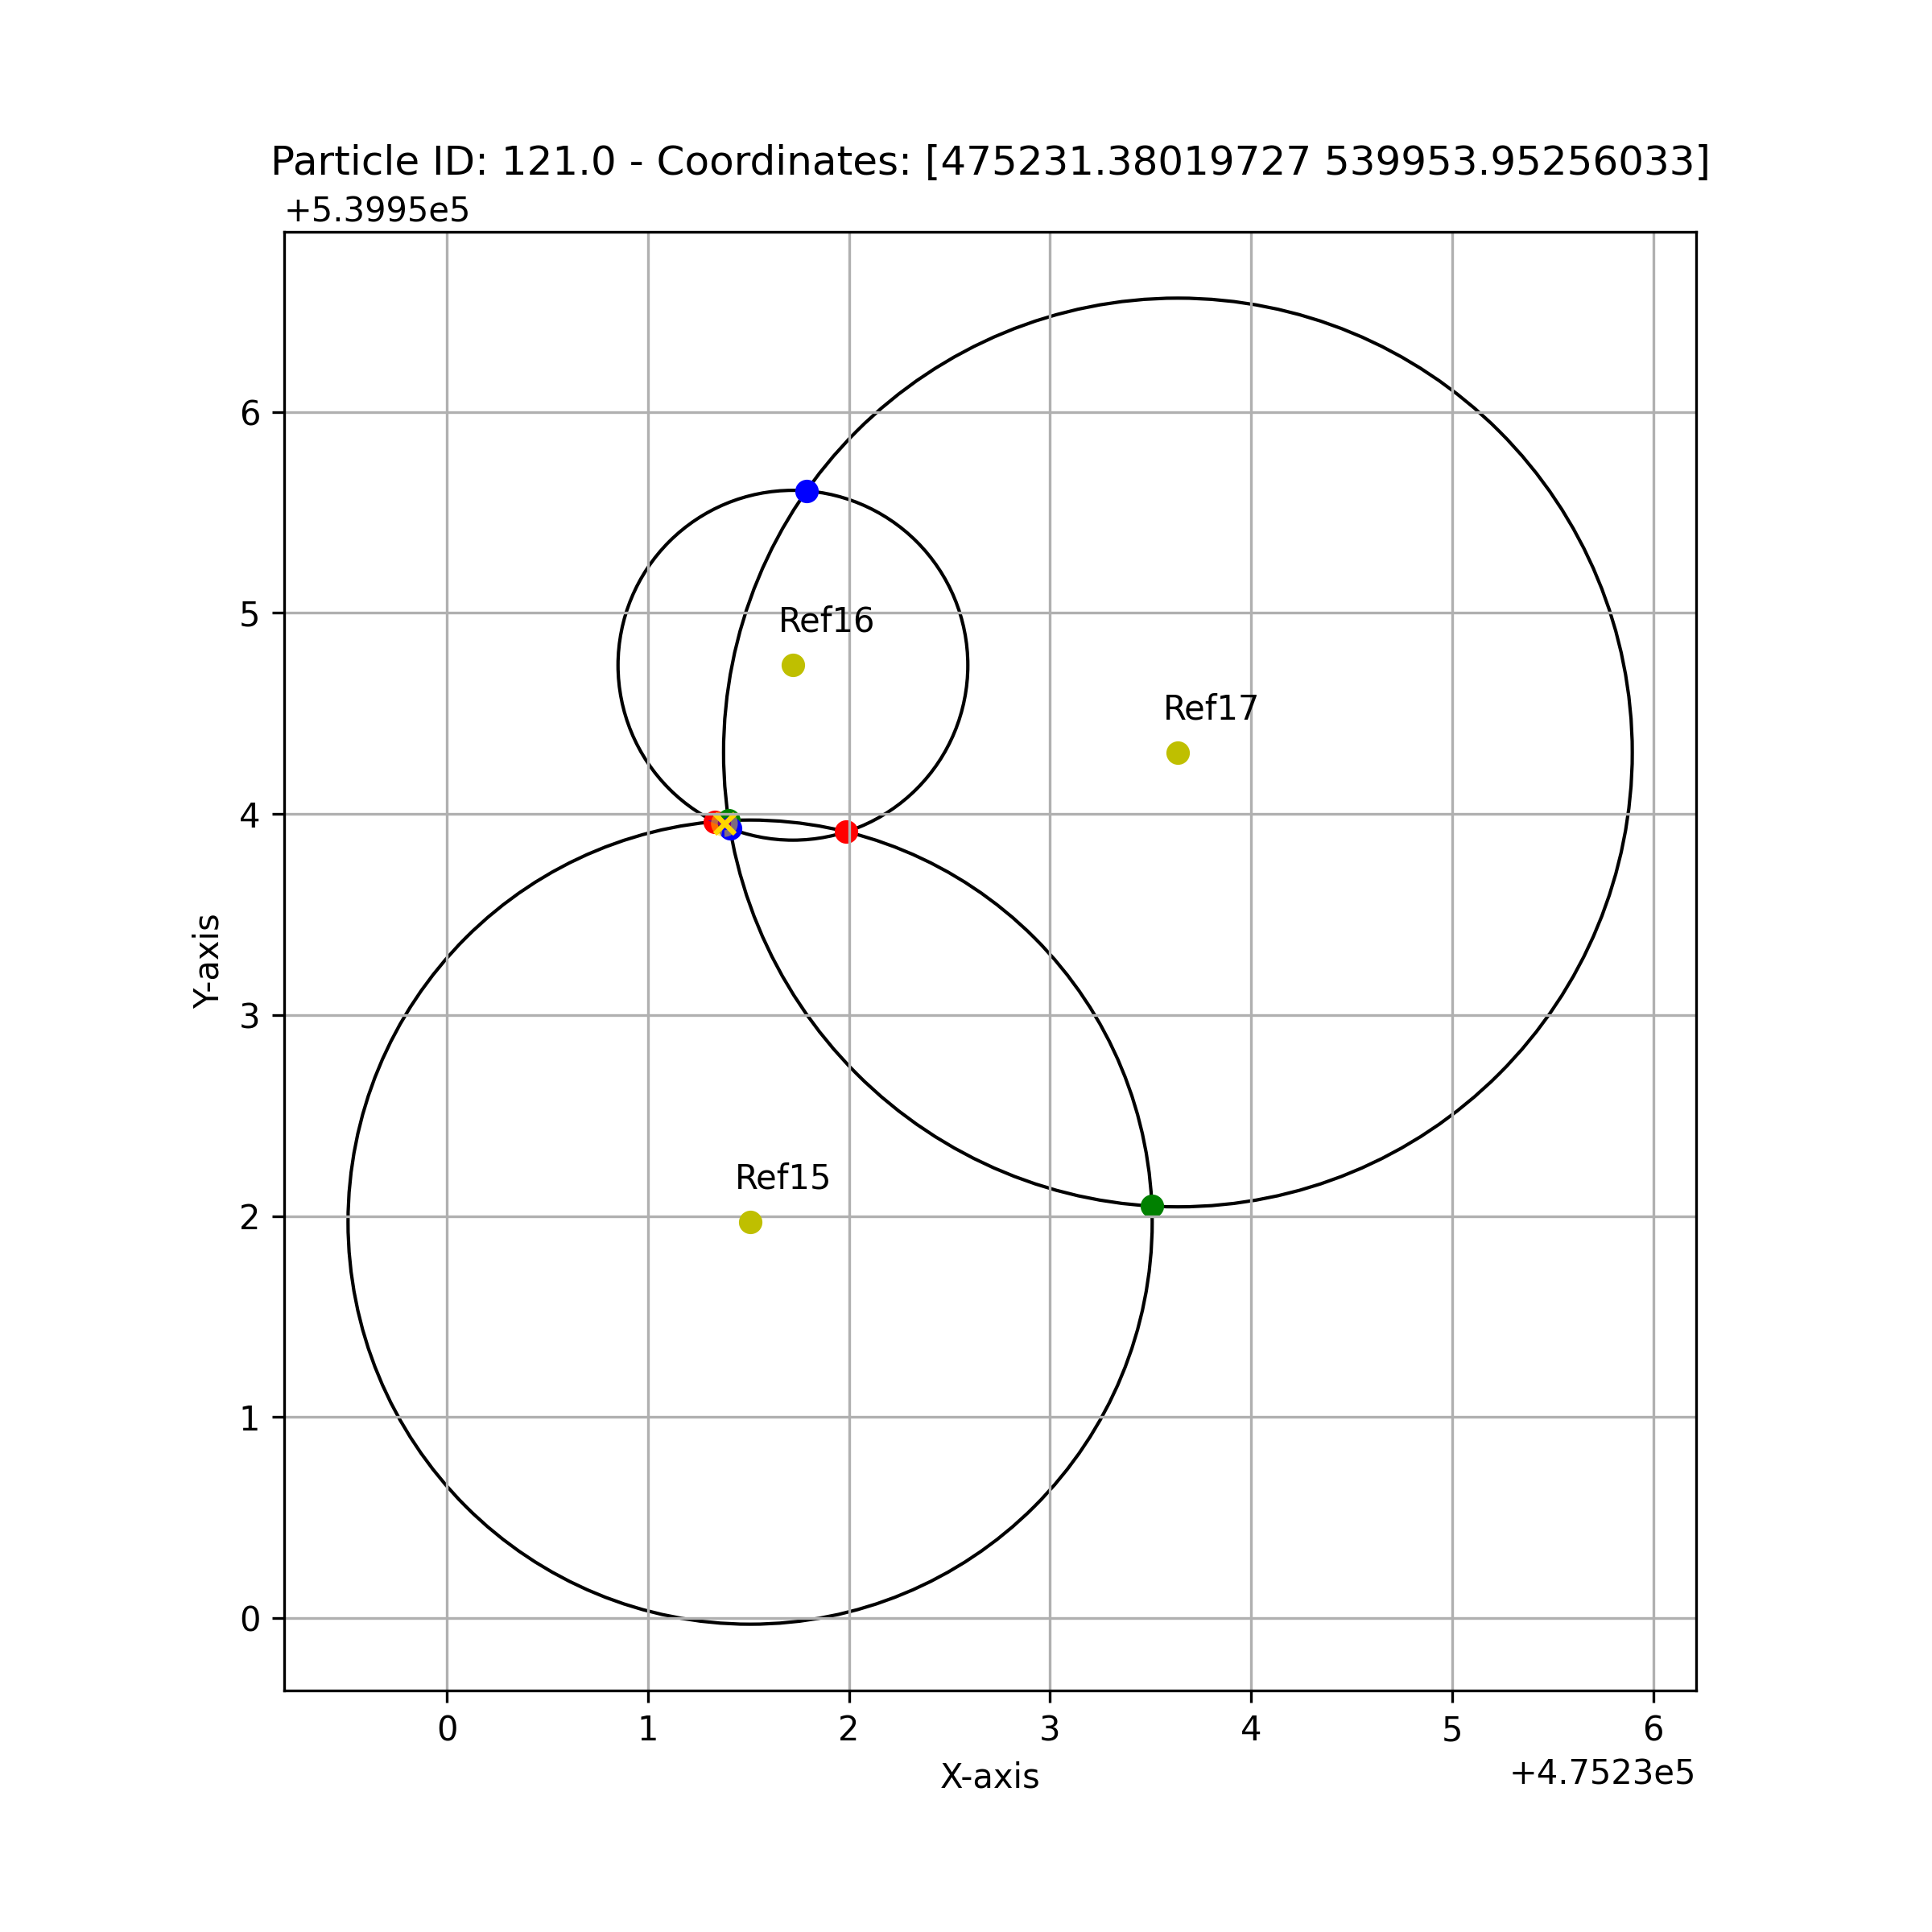 Particle ID: 121.0 - Coordinates: [475231.38019727 539953.95256033]
+5.3995e5
6
5
4
3
2
1
0
Y-axis
Ref16
Ref17
Ref15
0 1 2 3 4 5 6
X-axis
+4.7523e5